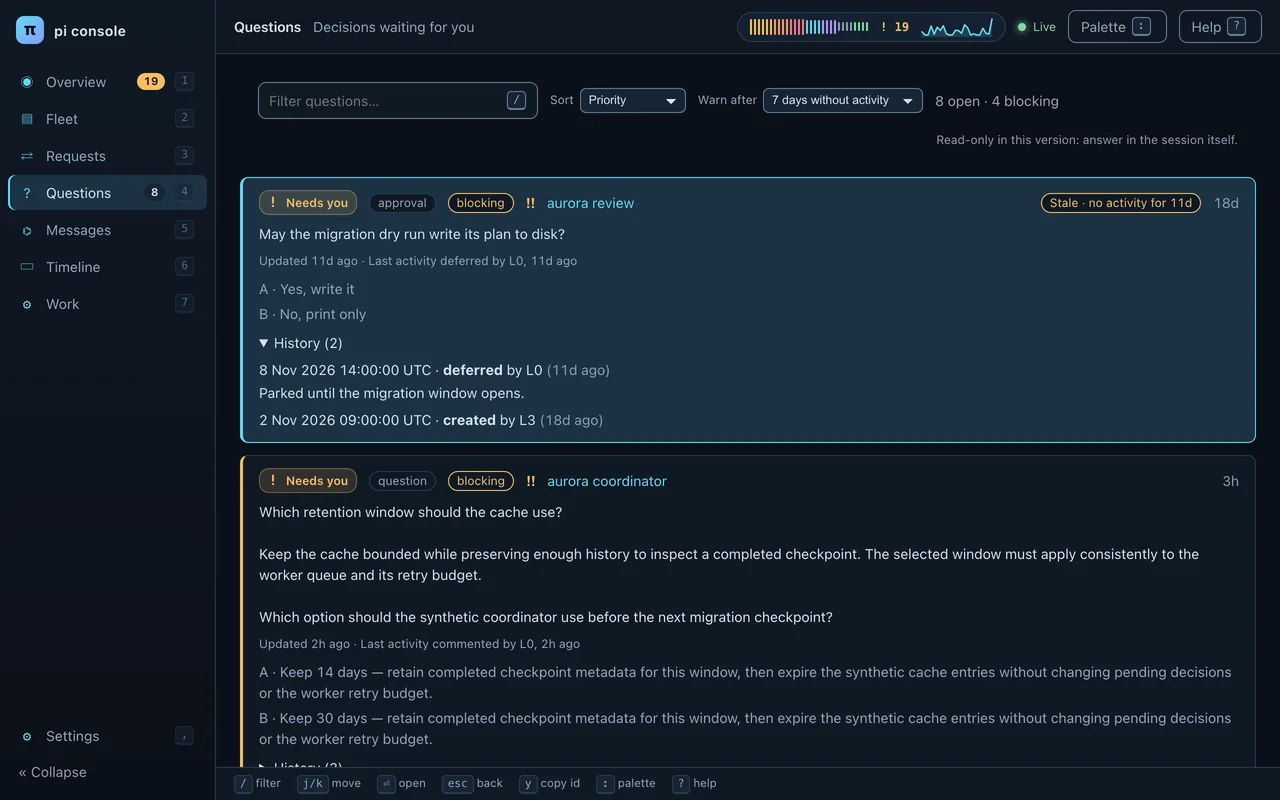 π pi console
Overview 19 1
Fleet 2
Requests 3
? Questions 8 4
Messages 5
Timeline 6
Work 7
Settings ,
« Collapse
Questions Decisions waiting for you
! 19
Live
Palette :
Help ?
Filter questions... /
Sort Priority
Warn after 7 days without activity
8 open · 4 blocking
Read-only in this version: answer in the session itself.
! Needs you approval blocking !! aurora review Stale · no activity for 11d 18d
May the migration dry run write its plan to disk?
Updated 11d ago · Last activity deferred by L0, 11d ago
A · Yes, write it
B · No, print only
▼ History (2)
8 Nov 2026 14:00:00 UTC · deferred by L0 (11d ago)
Parked until the migration window opens.
2 Nov 2026 09:00:00 UTC · created by L3 (18d ago)
! Needs you question blocking !! aurora coordinator 3h
Which retention window should the cache use?
Keep the cache bounded while preserving enough history to inspect a completed checkpoint. The selected window must apply consistently to the
worker queue and its retry budget.
Which option should the synthetic coordinator use before the next migration checkpoint?
Updated 2h ago · Last activity commented by L0, 2h ago
A · Keep 14 days — retain completed checkpoint metadata for this window, then expire the synthetic cache entries without changing pending decisions
or the worker retry budget.
B · Keep 30 days — retain completed checkpoint metadata for this window, then expire the synthetic cache entries without changing pending decisions
or the worker retry budget.
History
/ filter j/k move ⏎ open esc back y copy id : palette ? help